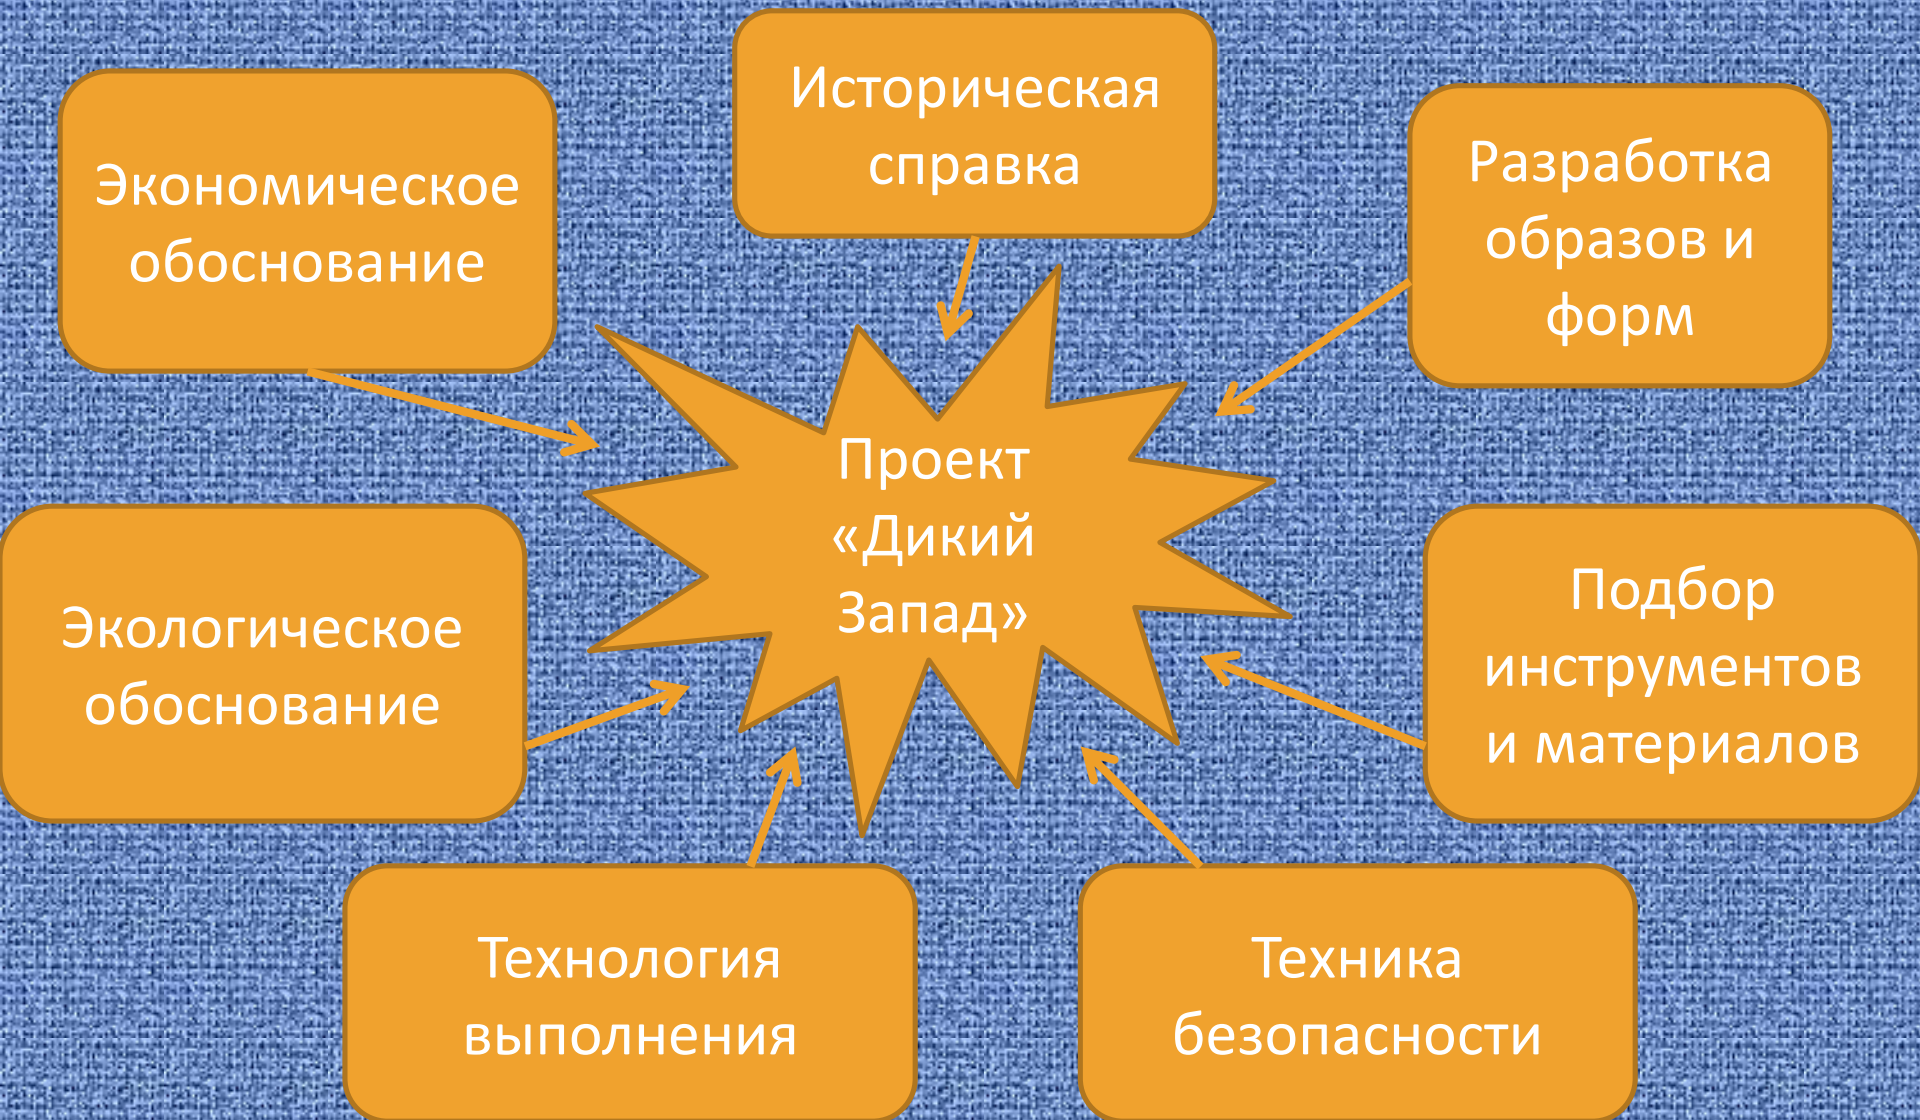 Историческая
справка
Экономическое
обоснование
Разработка
образов и
форм
Проект
«Дикий
Запад»
Экологическое
обоснование
Подбор
инструментов
и материалов
Технология
выполнения
Техника
безопасности